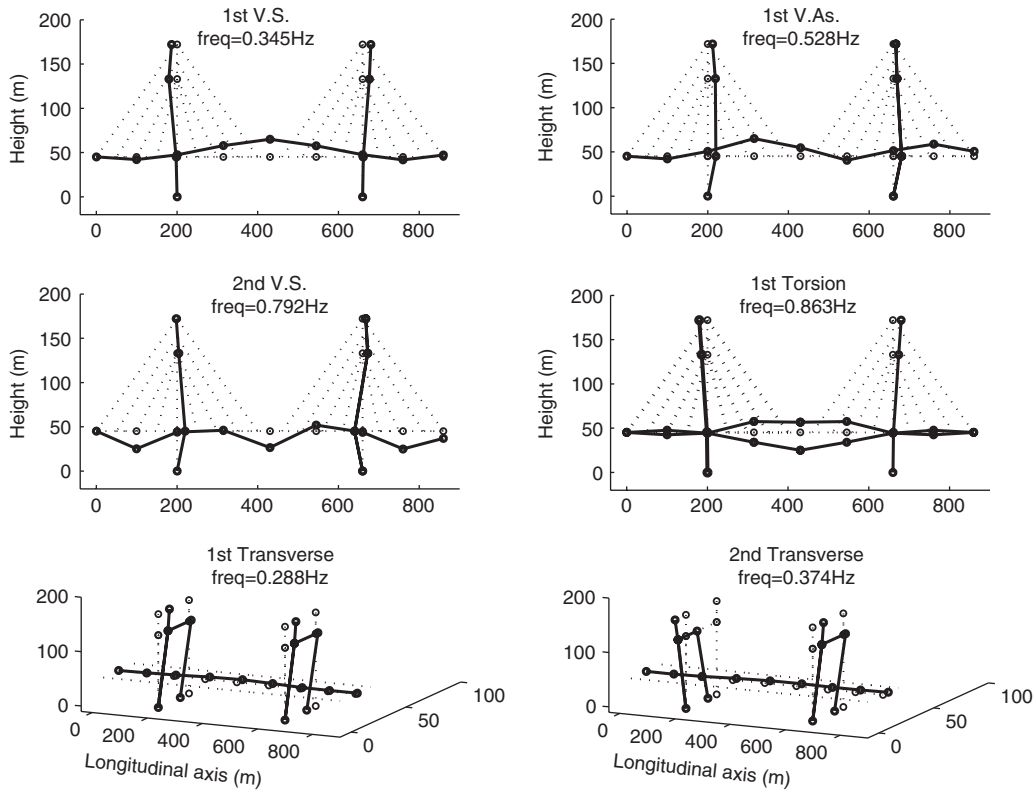 1st V.S.
freq=0.345Hz
Height (m)
200
150
100
50
0
0 200 400 600 800
1st V.As.
freq=0.528Hz
Height (m)
200
150
100
50
0
0 200 400 600 800
2nd V.S.
freq=0.792Hz
Height (m)
200
150
100
50
0
0 200 400 600 800
1st Torsion
freq=0.863Hz
Height (m)
200
150
100
50
0
0 200 400 600 800
1st Transverse
freq=0.288Hz
200
100
0
0 200 400 600 800
Longitudinal axis (m)
0 50 100
2nd Transverse
freq=0.374Hz
200
100
0
0 200 400 600 800
Longitudinal axis (m)
0 50 100